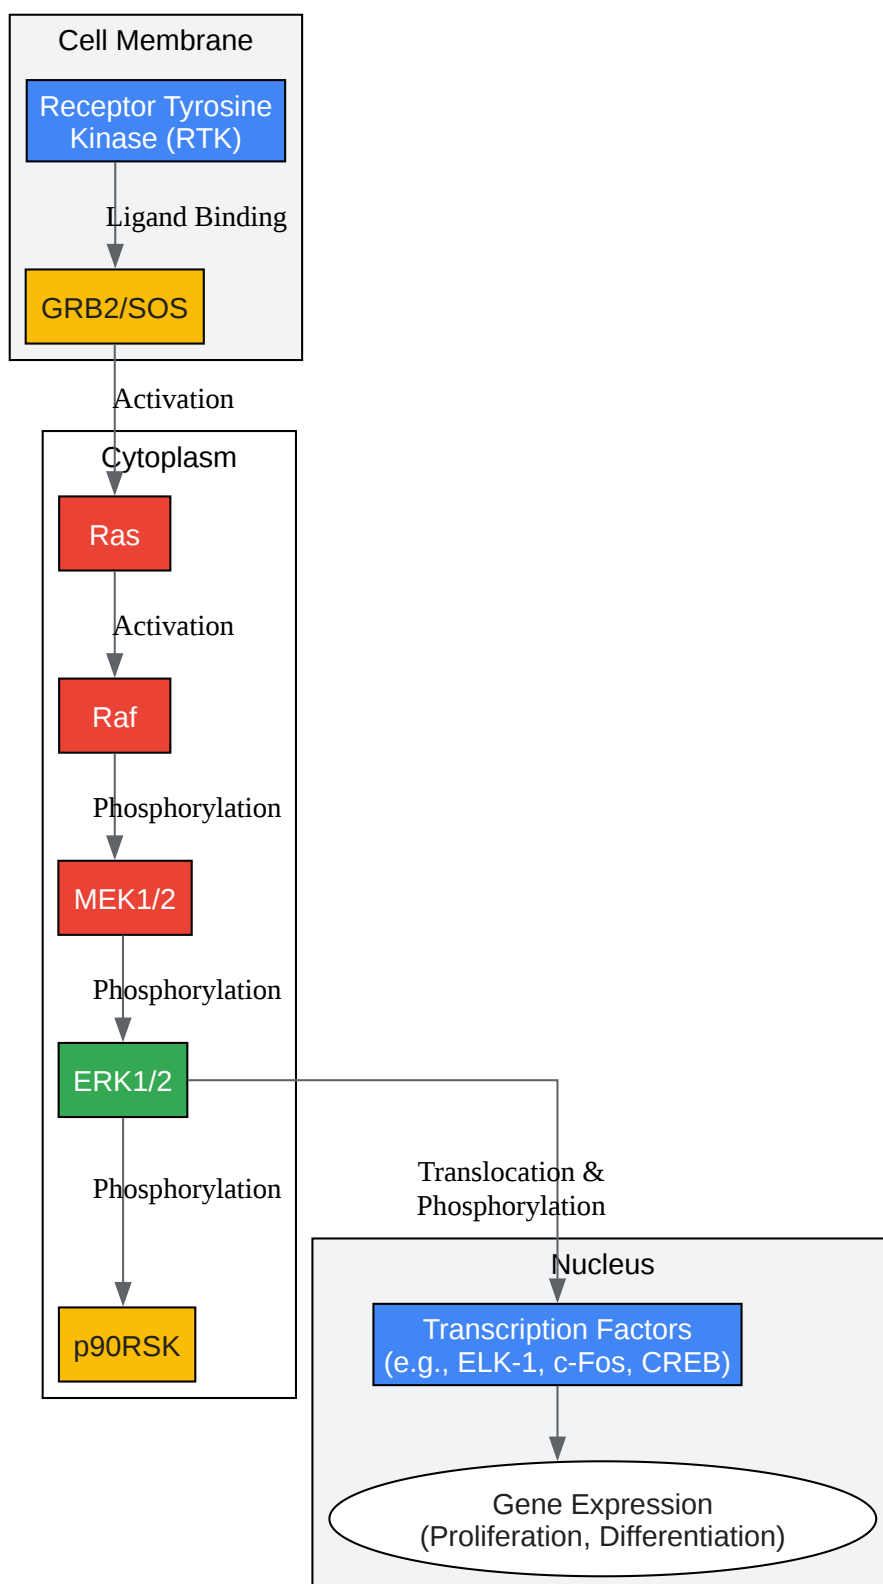 Cell Membrane
Receptor Tyrosine
Kinase (RTK)
Ligand Binding
GRB2/SOS
Activation
Cytoplasm
Ras
Activation
Raf
Phosphorylation
MEK1/2
Phosphorylation
ERK1/2
Phosphorylation
p90RSK
Translocation &
Phosphorylation
Nucleus
Transcription Factors
(e.g., ELK-1, c-Fos, CREB)
Gene Expression
(Proliferation, Differentiation)